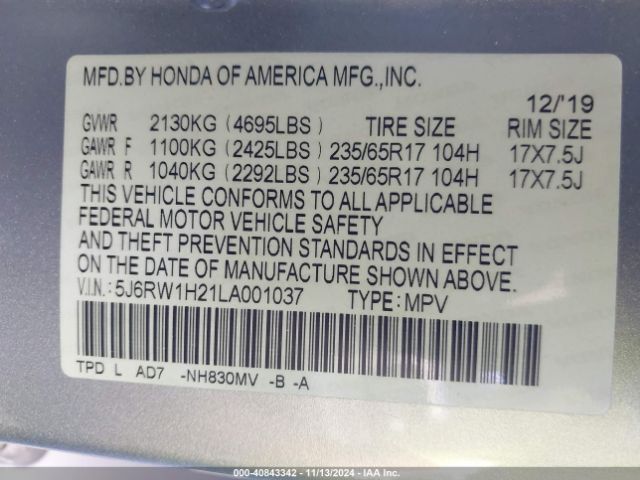 MFD.BY HONDA OF AMERICA MFG.,INC.
12/'19
GVWR 2130KG (4695LBS) TIRE SIZE RIM SIZE
GAWR F 1100KG (2425LBS) 235/65R17 104H 17X7.5J
GAWR R 1040KG (2292LBS) 235/65R17 104H 17X7.5J
THIS VEHICLE CONFORMS TO ALL APPLICABLE
FEDERAL MOTOR VEHICLE SAFETY
AND THEFT PREVENTION STANDARDS IN EFFECT
ON THE DATE OF MANUFACTURE SHOWN ABOVE.
V.I.N.:5J6RW1H21LA001037 TYPE:MPV
TPD L AD7 -NH830MV -B -A
000-40843342 | 11/13/2024 | IAA Inc.